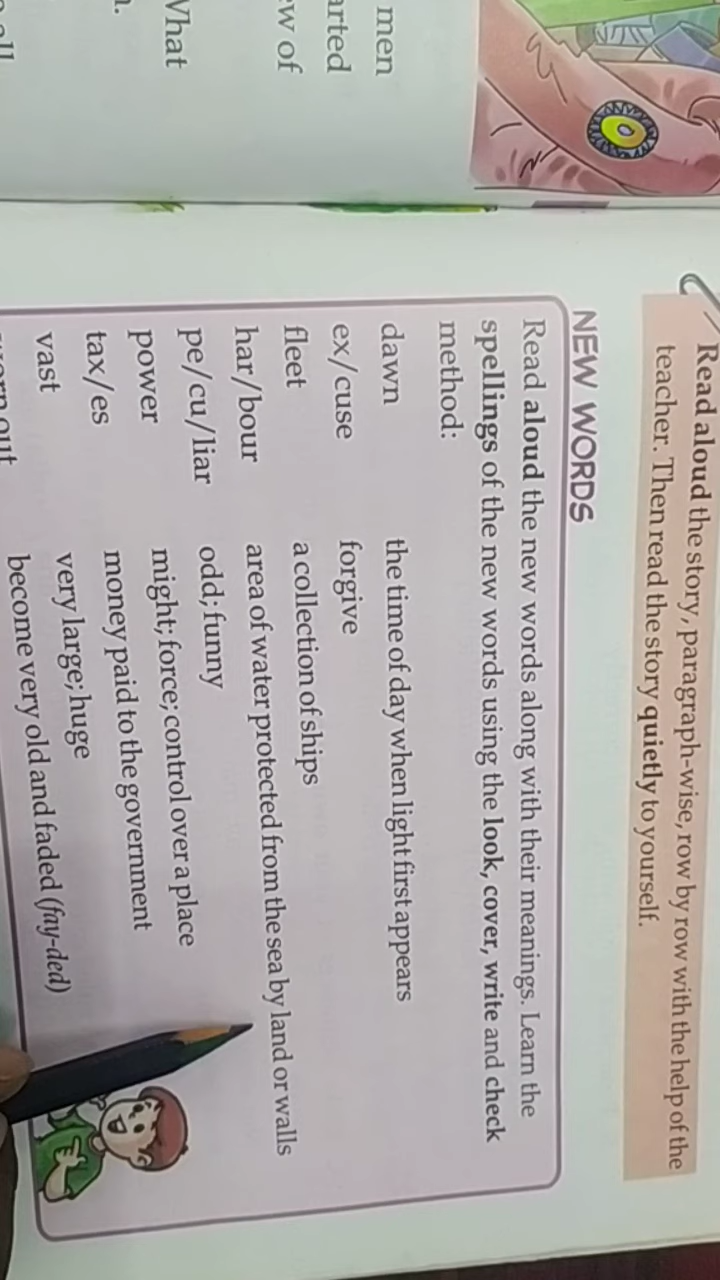 men
arted
w of
What
Read aloud the story, paragraph-wise, row by row with the help of the
teacher. Then read the story quietly to yourself.
NEW WORDS
Read aloud the new words along with their meanings. Learn the
spellings of the new words using the look, cover, write and check
method:
dawn the time of day when light first appears
ex/cuse forgive
fleet a collection of ships
har/bour area of water protected from the sea by land or walls
pe/cu/liar odd; funny
power might; force; control over a place
tax/es money paid to the government
vast very large; huge
worn out become very old and faded (fay-ded)